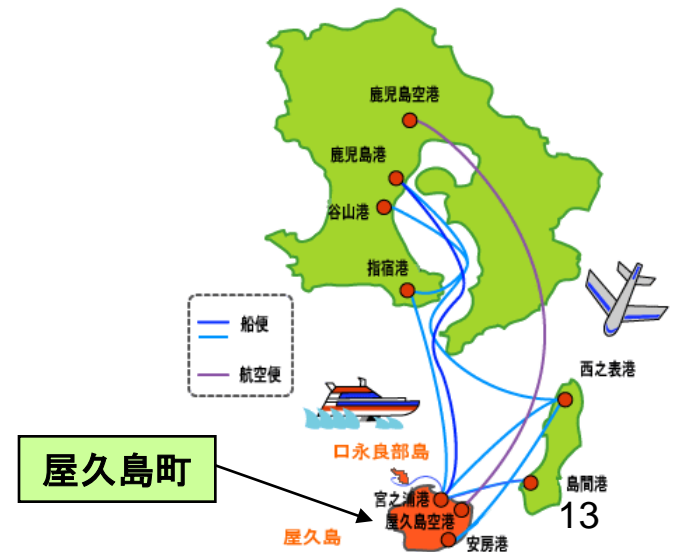 鹿児島空港
鹿児島港
谷山港
指宿港
船便
航空便
西之表港
口永良部島
屋久島町
宮之浦港
島間港
屋久島空港
13
屋久島
安房港